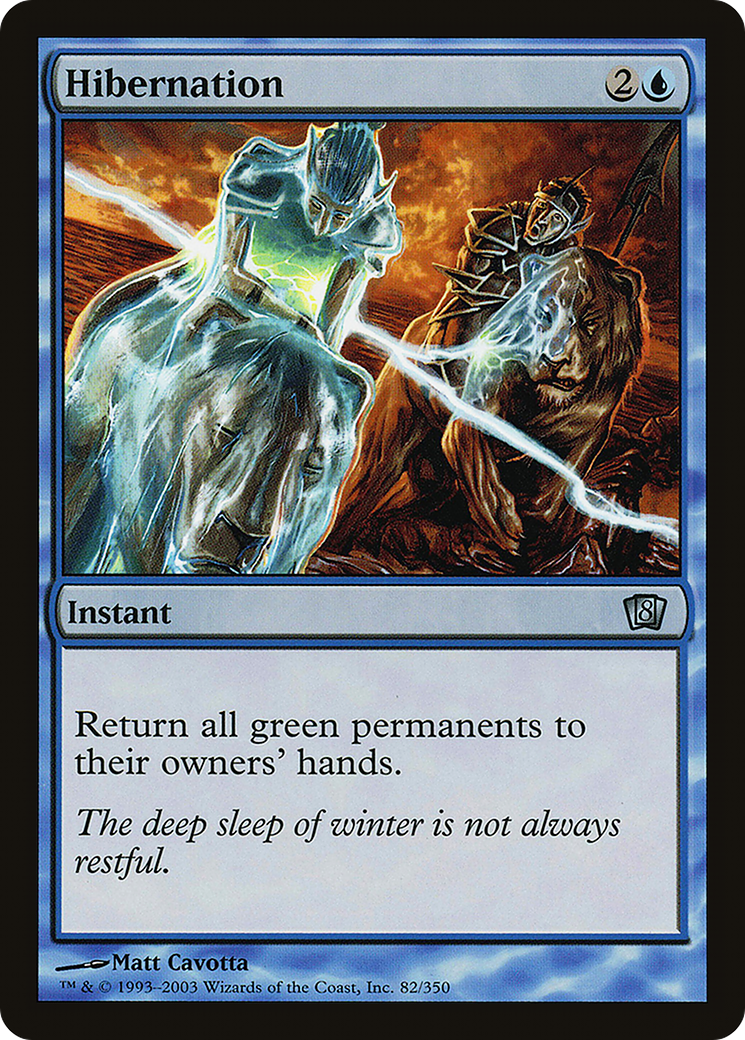 Hibernation 2
Instant 8
Return all green permanents to
their owners' hands.
The deep sleep of winter is not always
restful.
Matt Cavotta
™ & © 1993–2003 Wizards of the Coast, Inc. 82/350